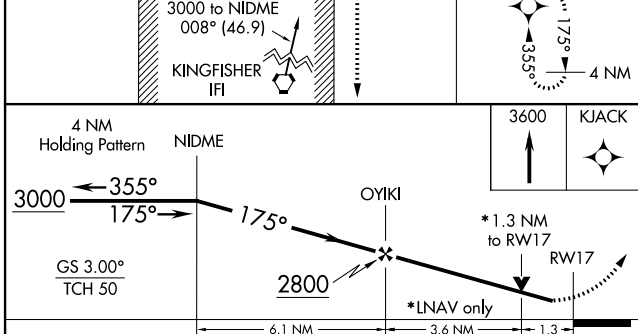 3000 to NIDME
008° (46.9)
KINGFISHER
IFI
355°
175°
4 NM
4 NM
Holding Pattern
NIDME
3600
KJACK
3000
355°
175°
175°
OYIKI
*1.3 NM
to RW17
RW17
GS 3.00°
TCH 50
2800
*LNAV only
6.1 NM
3.6 NM
1.3